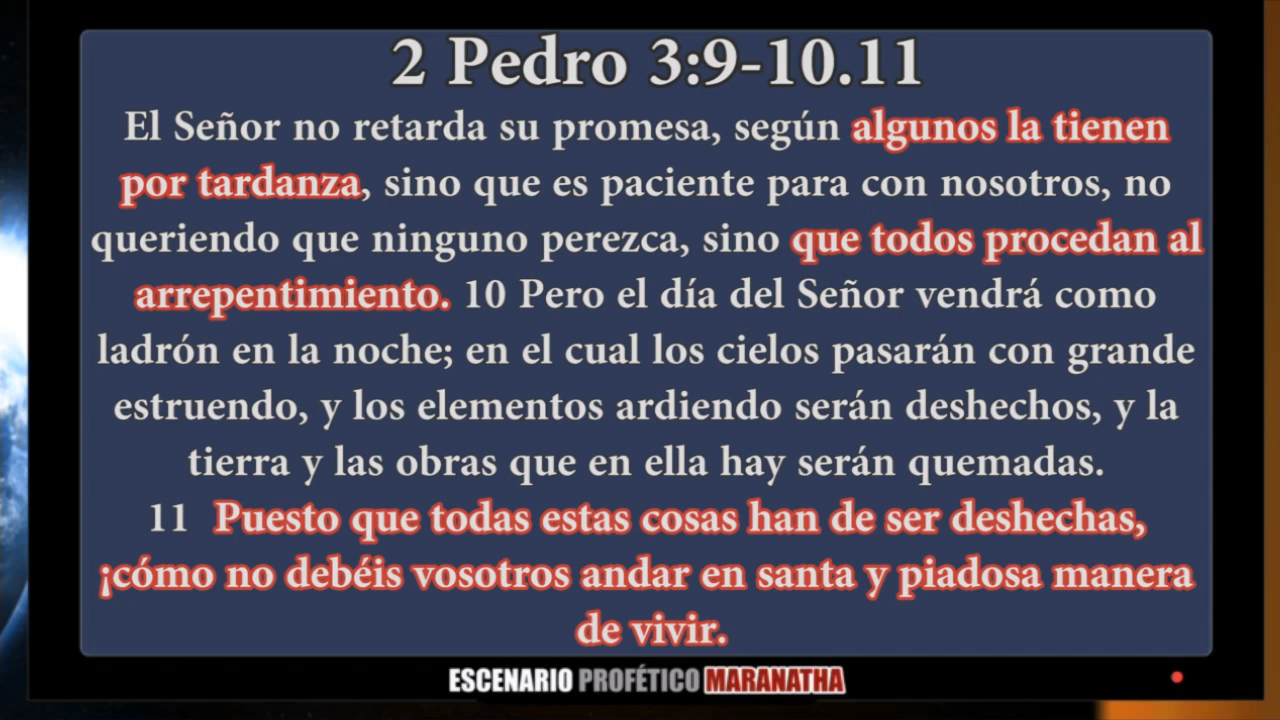 2 Pedro 3:9-10.11
El Señor no retarda su promesa, según algunos la tienen
por tardanza, sino que es paciente para con nosotros, no
queriendo que ninguno perezca, sino que todos procedan al
arrepentimiento. 10 Pero el día del Señor vendrá como
ladrón en la noche; en el cual los cielos pasarán con grande
estruendo, y los elementos ardiendo serán deshechos, y la
tierra y las obras que en ella hay serán quemadas.
11 Puesto que todas estas cosas han de ser deshechas,
¡cómo no debéis vosotros andar en santa y piadosa manera
de vivir.
ESCENARIO PROFÉTICO MARANATHA